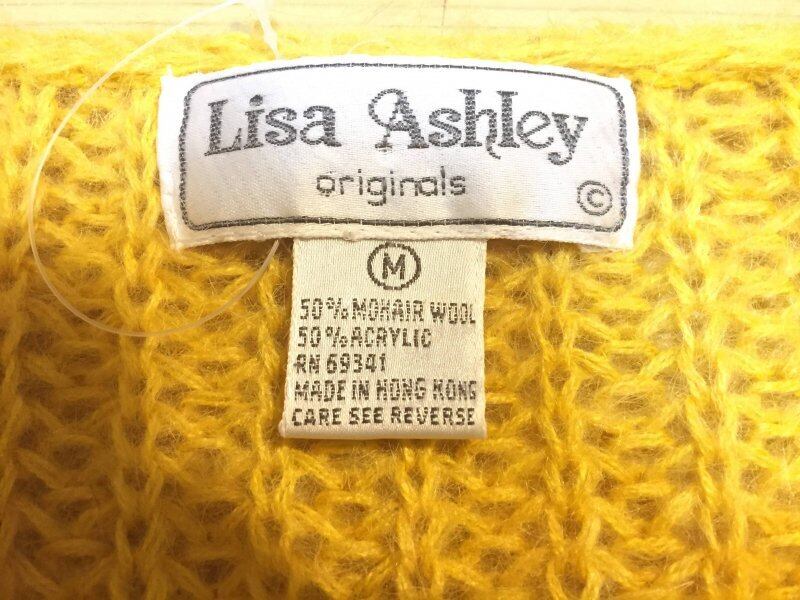 Lisa Ashley
originals
©
M
50% MOHAIR WOOL
50% ACRYLIC
RN 69341
MADE IN HONG KONG
CARE SEE REVERSE